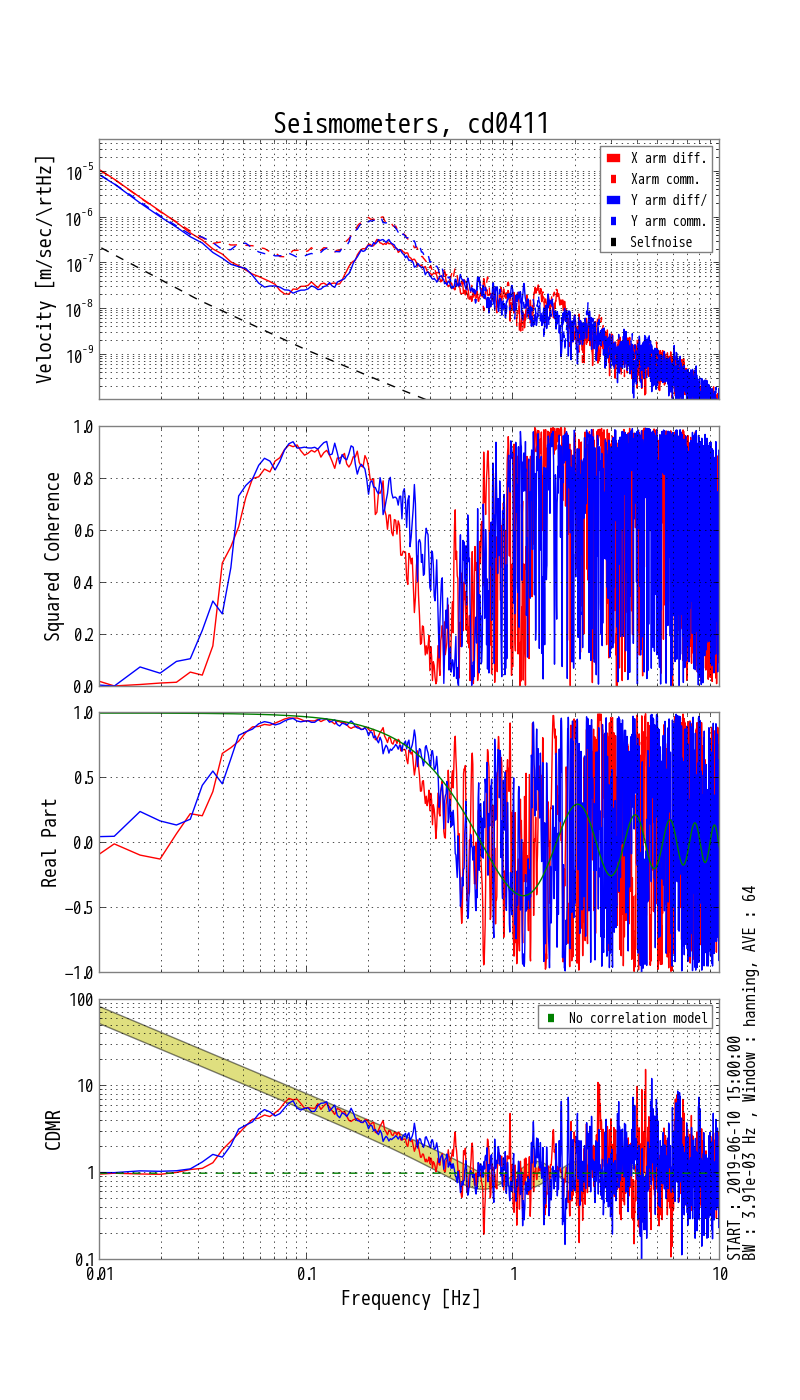 Seismometers, cd0411
Velocity [m/sec/\rtHz]
10^-5
10^-6
10^-7
10^-8
10^-9
X arm diff.
Xarm comm.
Y arm diff/
Y arm comm.
Selfnoise
Squared Coherence
1.0
0.8
0.6
0.4
0.2
0.0
Real Part
1.0
0.5
0.0
−0.5
−1.0
CDMR
100
10
1
0.1
No correlation model
0.01
0.1
1
10
Frequency [Hz]
START : 2019-06-10 15:00:00
BW : 3.91e-03 Hz , Window : hanning, AVE : 64